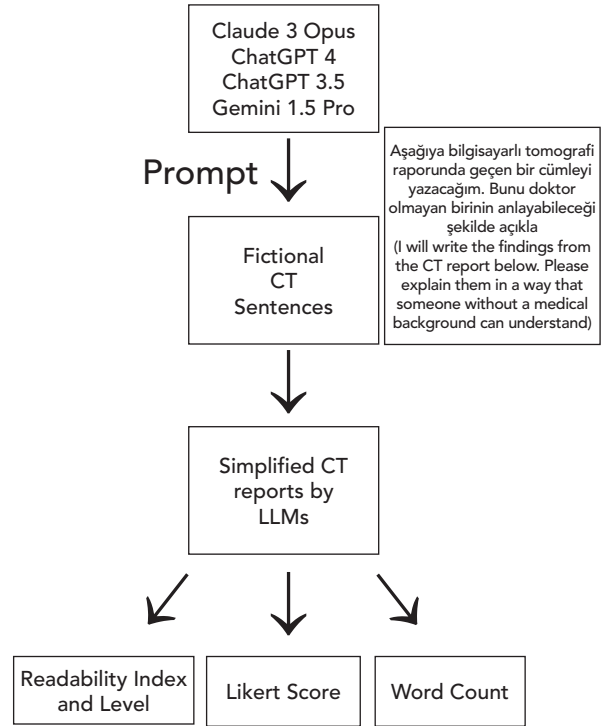 Claude 3 Opus
ChatGPT 4
ChatGPT 3.5
Gemini 1.5 Pro
Prompt
Aşağıya bilgisayarlı tomografi
raporunda geçen bir cümleyi
yazacağım. Bunu doktor
olmayan birinin anlayabileceği
şekilde açıkla
(I will write the findings from
the CT report below. Please
explain them in a way that
someone without a medical
background can understand)
Fictional
CT
Sentences
Simplified CT
reports by
LLMs
Readability Index
and Level
Likert Score
Word Count